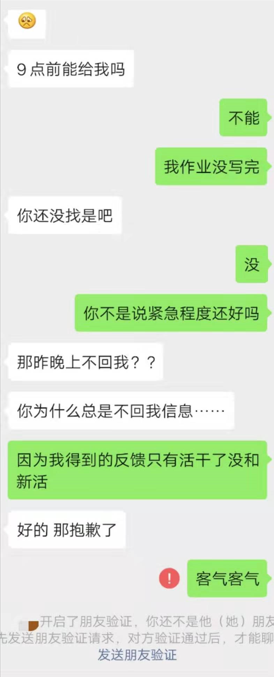 9点前能给我吗
不能
我作业没写完
你还没找是吧
没
你不是说紧急程度还好吗
那昨晚上不回我？？
你为什么总是不回我信息……
因为我得到的反馈只有活干了没和
新活
好的 那抱歉了
客气客气
开启了朋友验证，你还不是他（她）朋友
先发送朋友验证请求，对方验证通过后，才能聊
发送朋友验证